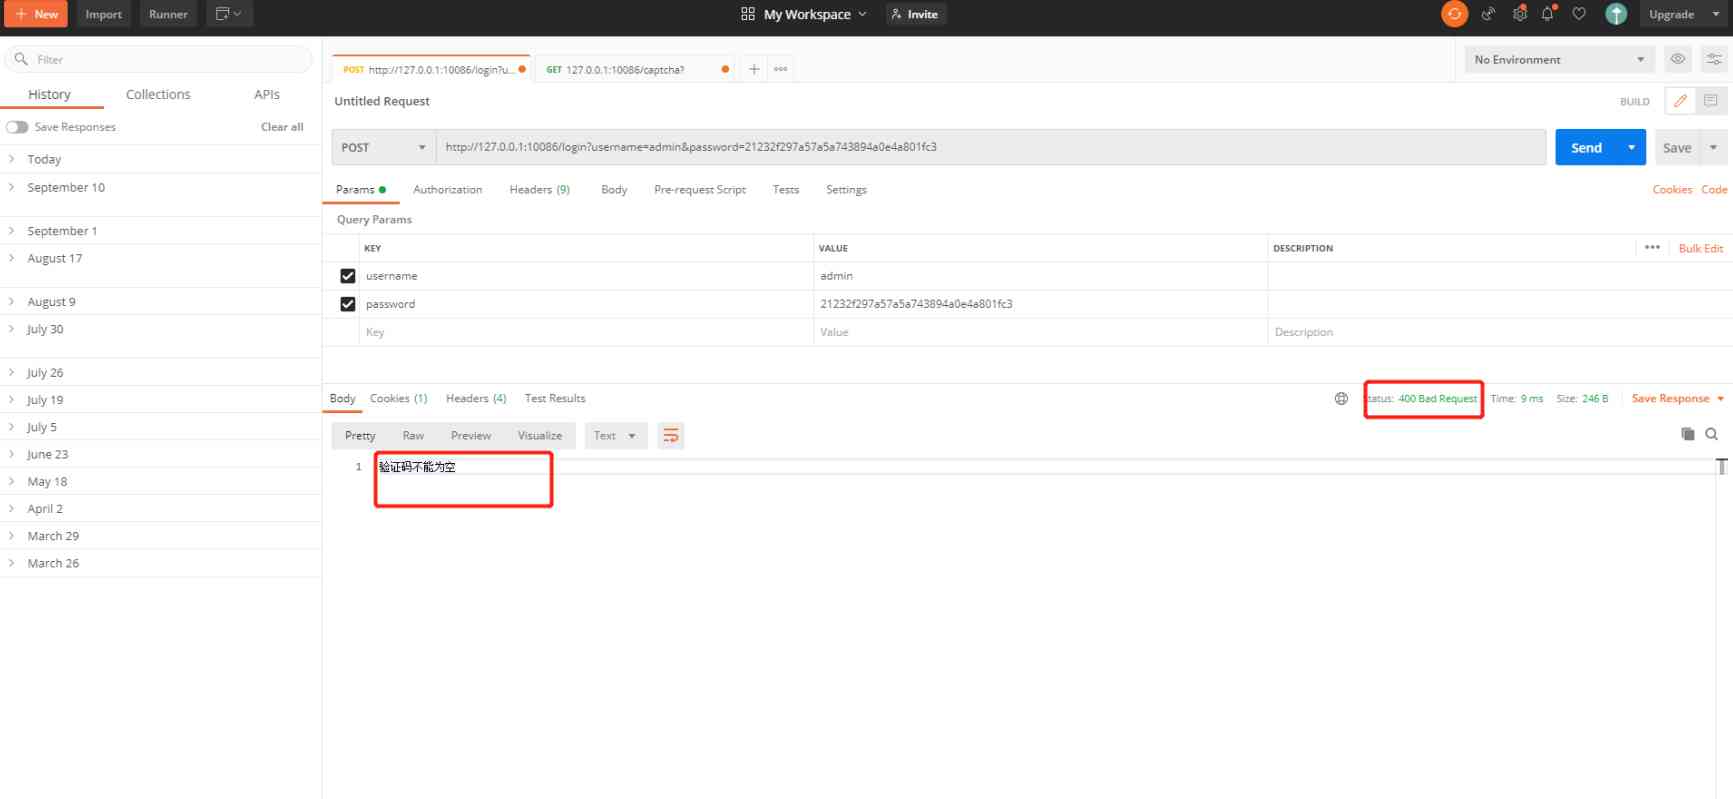 New Import Runner My Workspace Invite Upgrade
Filter
History Collections APIs
Save Responses Clear all
Today
September 10
September 1
August 17
August 9
July 30
July 26
July 19
July 5
June 23
May 18
April 2
March 29
March 26
POST http://127.0.0.1:10086/login?u... GET 127.0.0.1:10086/captcha? No Environment
Untitled Request BUILD
POST http://127.0.0.1:10086/login?username=admin&password=21232f297a57a5a743894a0e4a801fc3 Send Save
Params Authorization Headers (9) Body Pre-request Script Tests Settings Cookies Code
Query Params
KEY VALUE DESCRIPTION Bulk Edit
username admin
password 21232f297a57a5a743894a0e4a801fc3
Key Value Description
Body Cookies (1) Headers (4) Test Results tatus: 400 Bad Request Time: 9 ms Size: 246 B Save Response
Pretty Raw Preview Visualize Text
1 验证码不能为空